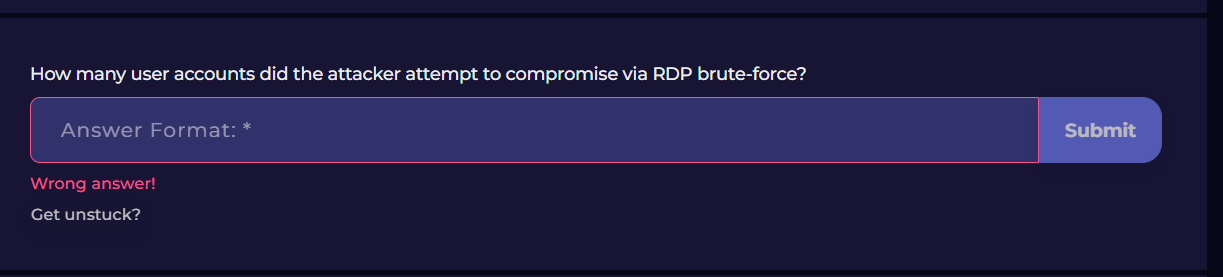 How many user accounts did the attacker attempt to compromise via RDP brute-force?
Answer Format: *
Submit
Wrong answer!
Get unstuck?